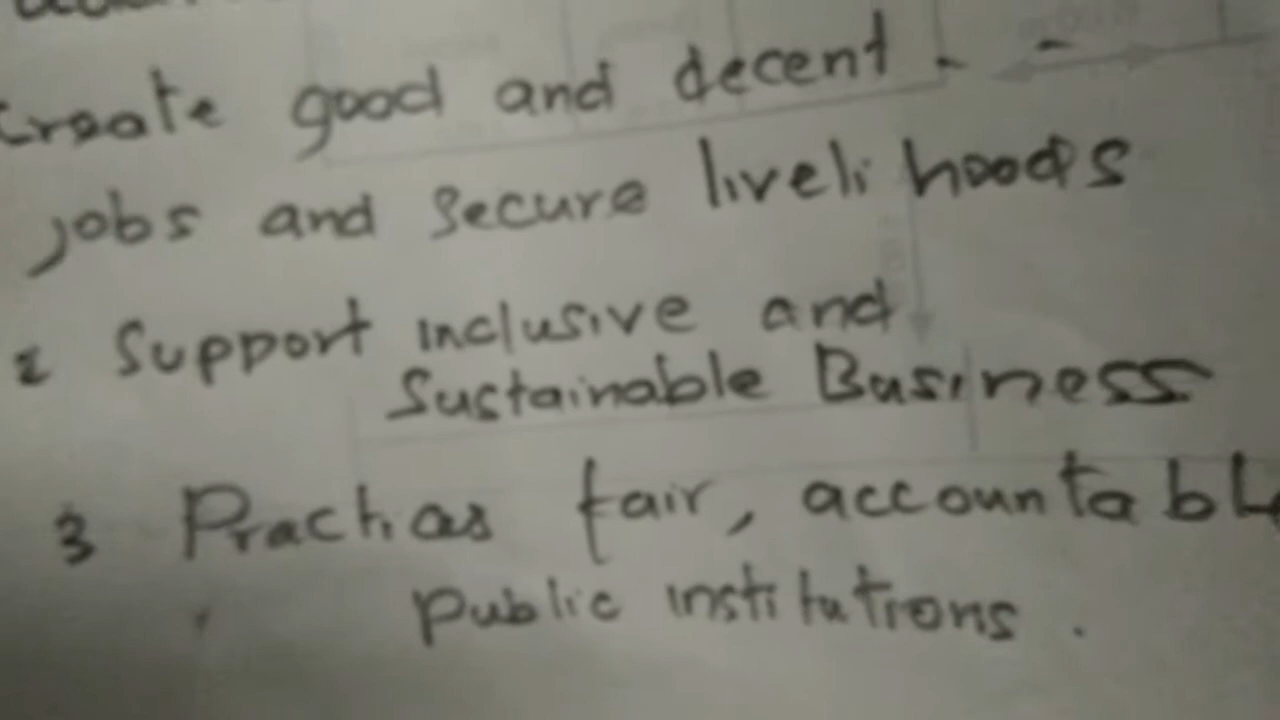 Create good and decent . -
jobs and secure livelihoods
2 Support inclusive and
Sustainable Business
3 Practias fair, accountable
public institutions.